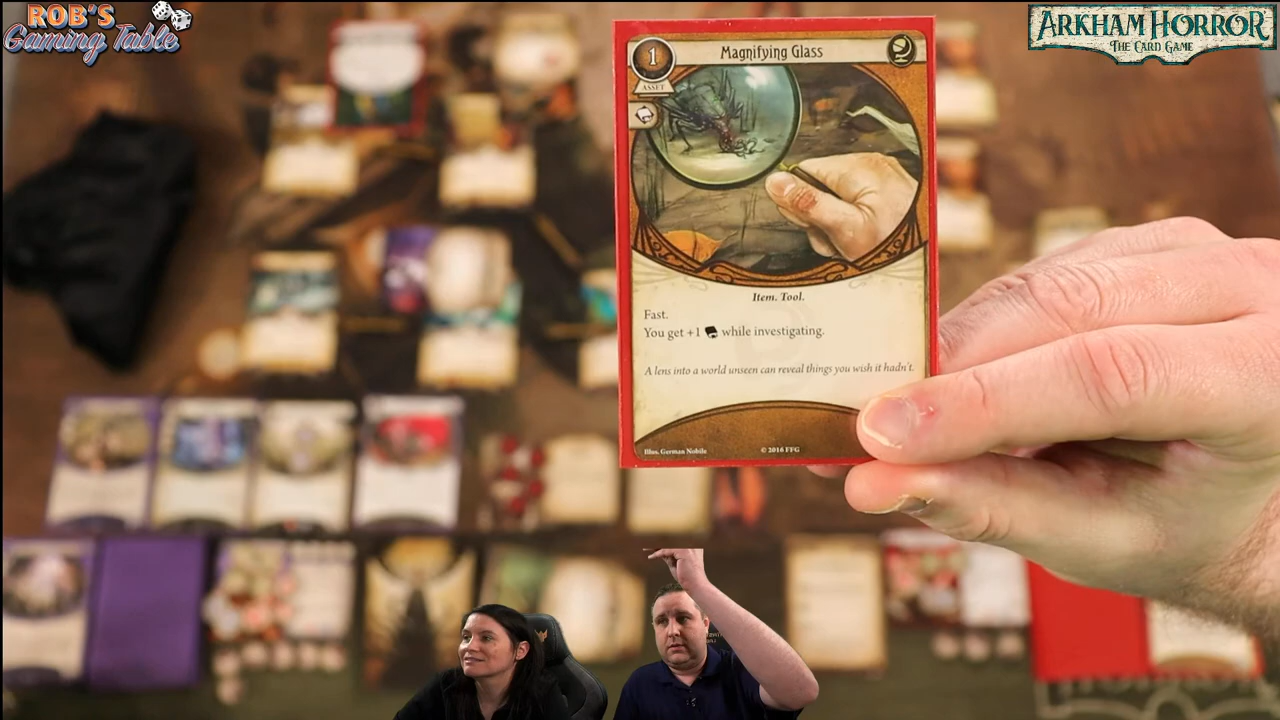 ROB'S
Gaming Table
ARKHAM HORROR
THE CARD GAME
1
Magnifying Glass
ASSET
Item. Tool.
Fast.
You get +1 while investigating.
A lens into a world unseen can reveal things you wish it hadn't.
Illus. German Nobile
© 2016 FFG